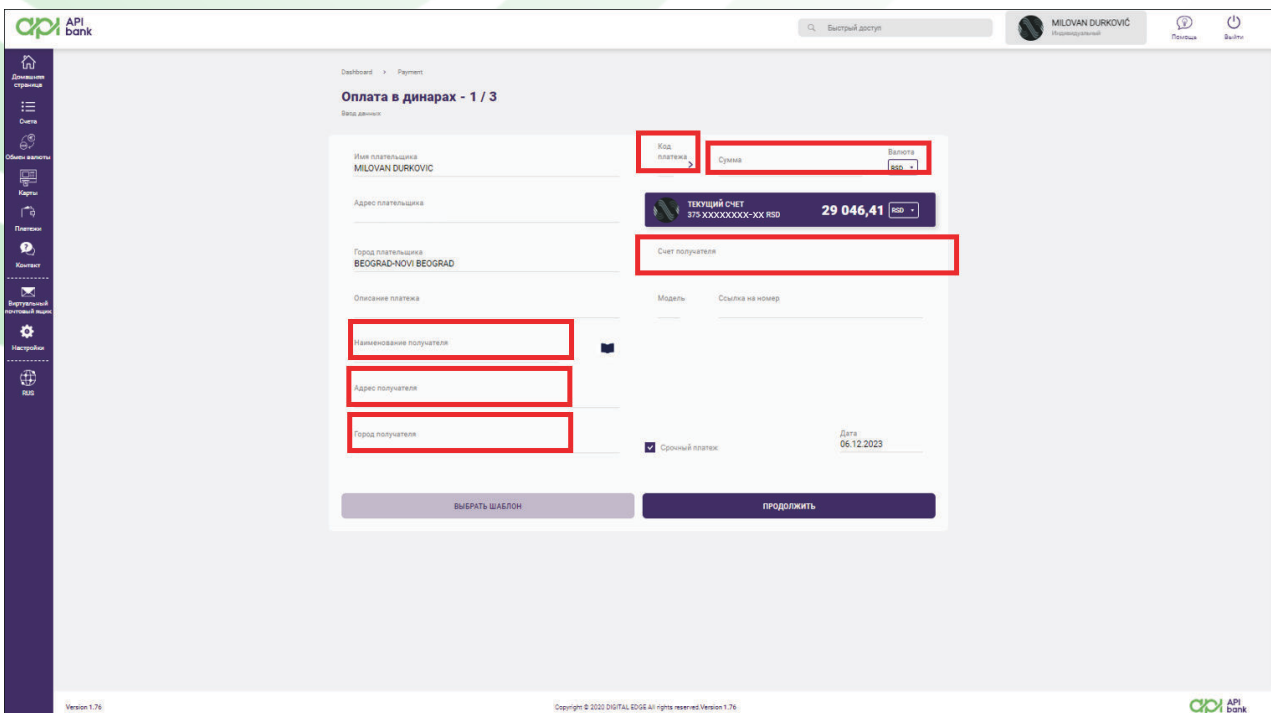 api API bank
Быстрый доступ
MILOVAN DURKOVIĆ
Индивидуальный
Помощь
Выйти
Домашняя страница
Счета
Обмен валюты
Карты
Платежи
Контакт
Виртуальный почтовый ящик
Настройки
RUS
Dashboard > Payment
Оплата в динарах - 1 / 3
Ввод данных
Имя плательщика
MILOVAN DURKOVIC
Адрес плательщика
Город плательщика
BEOGRAD-NOVI BEOGRAD
Описание платежа
Наименование получателя
Адрес получателя
Город получателя
Код платежа
Сумма
Валюта
RSD
ТЕКУЩИЙ СЧЕТ
375-XXXXXXXX-XX RSD
29 046,41 RSD
Счет получателя
Модель
Ссылка на номер
Срочный платеж
Дата
06.12.2023
ВЫБРАТЬ ШАБЛОН
ПРОДОЛЖИТЬ
Version 1.76
Copyright © 2020 DIGITAL EDGE All rights reserved.Version 1.76
api API bank